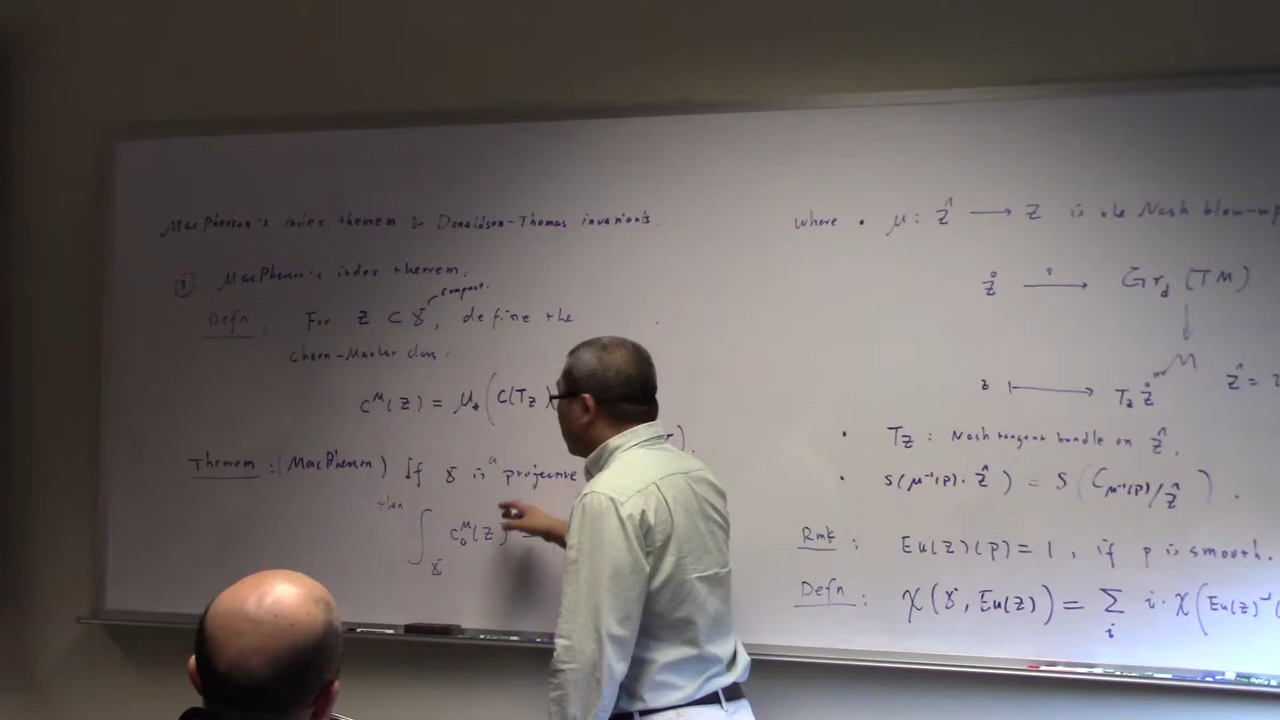 MacPherson's index theorem & Donaldson-Thomas invariants.
③ MacPherson's index theorem:
compact.
Defn: For Z ⊂ 𝔛, define the
Chern-Mather class:
c^M(Z) = μ_*(c(T_Z)
Theorem: (MacPherson) If 𝔛 is a projective
then
∫_𝔛 c_0^M(Z)
where • μ: Ẑ → Z is the Nash blow-up
Z̊ —s→ Gr_d(TM)
↓
M
z ↦ T_z Z̊
Ẑ =
• T_Z: Nash tangent bundle on Ẑ.
• s(μ^{-1}(p), Ẑ) = s(C_{μ^{-1}(p)/Ẑ}).
Rmk: Eu(Z)(p) = 1, if p is smooth.
Defn: χ(𝔛, Eu(Z)) = Σ_i i·χ(Eu(Z)^{-1}(